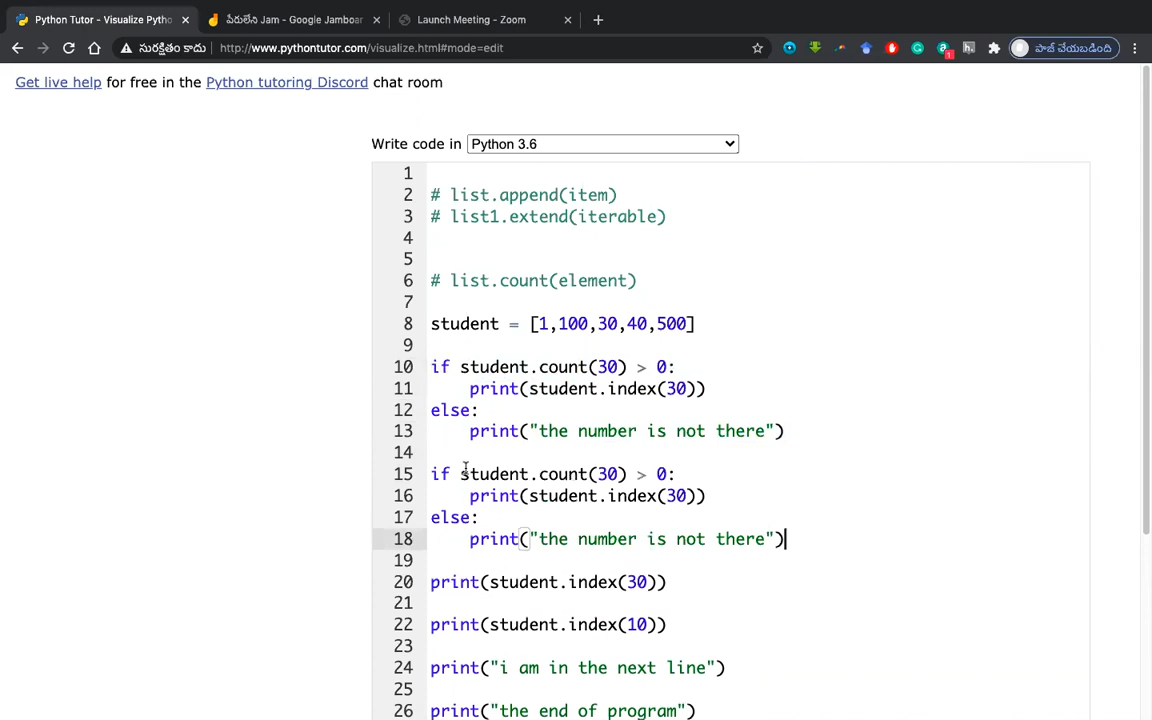 Python Tutor - Visualize Pytho
పేరులేని Jam - Google Jamboar
Launch Meeting - Zoom
సురక్షితం కాదు
http://www.pythontutor.com/visualize.html#mode=edit
పాజ్ చేయబడింది
Get live help for free in the Python tutoring Discord chat room
Write code in Python 3.6
1
2 # list.append(item)
3 # list1.extend(iterable)
4
5
6 # list.count(element)
7
8 student = [1,100,30,40,500]
9
10 if student.count(30) > 0:
11 print(student.index(30))
12 else:
13 print("the number is not there")
14
15 if student.count(30) > 0:
16 print(student.index(30))
17 else:
18 print("the number is not there")
19
20 print(student.index(30))
21
22 print(student.index(10))
23
24 print("i am in the next line")
25
26 print("the end of program")